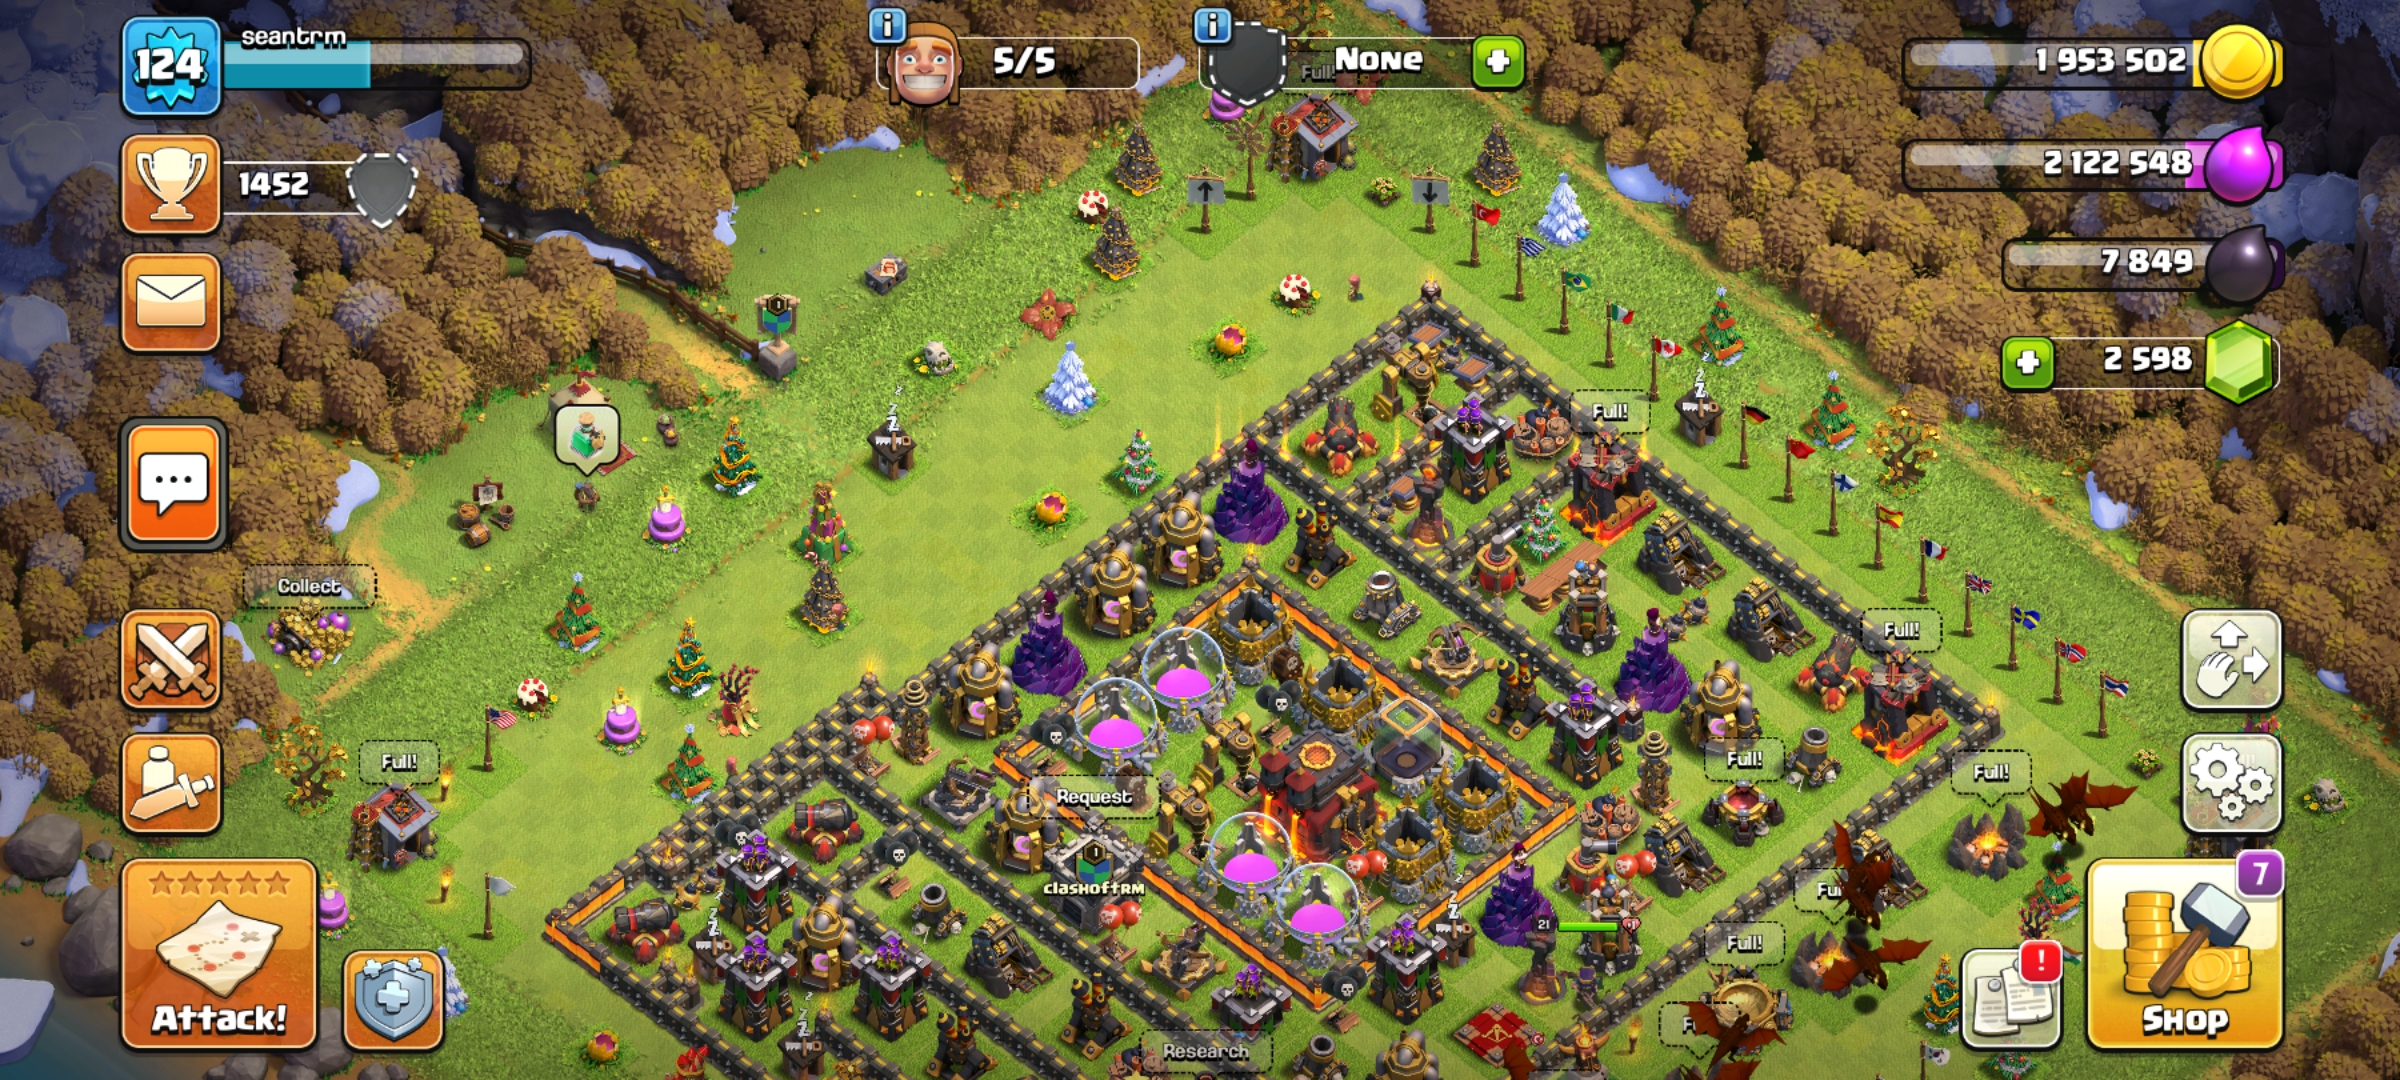 124
seantrm
5/5
None
Full!
1 953 502
1452
2 122 548
7 849
2 598
Full!
Collect
Full!
Full!
Full!
Full!
Request
clashofTRM
21
Full!
Attack!
Research
7
!
Shop